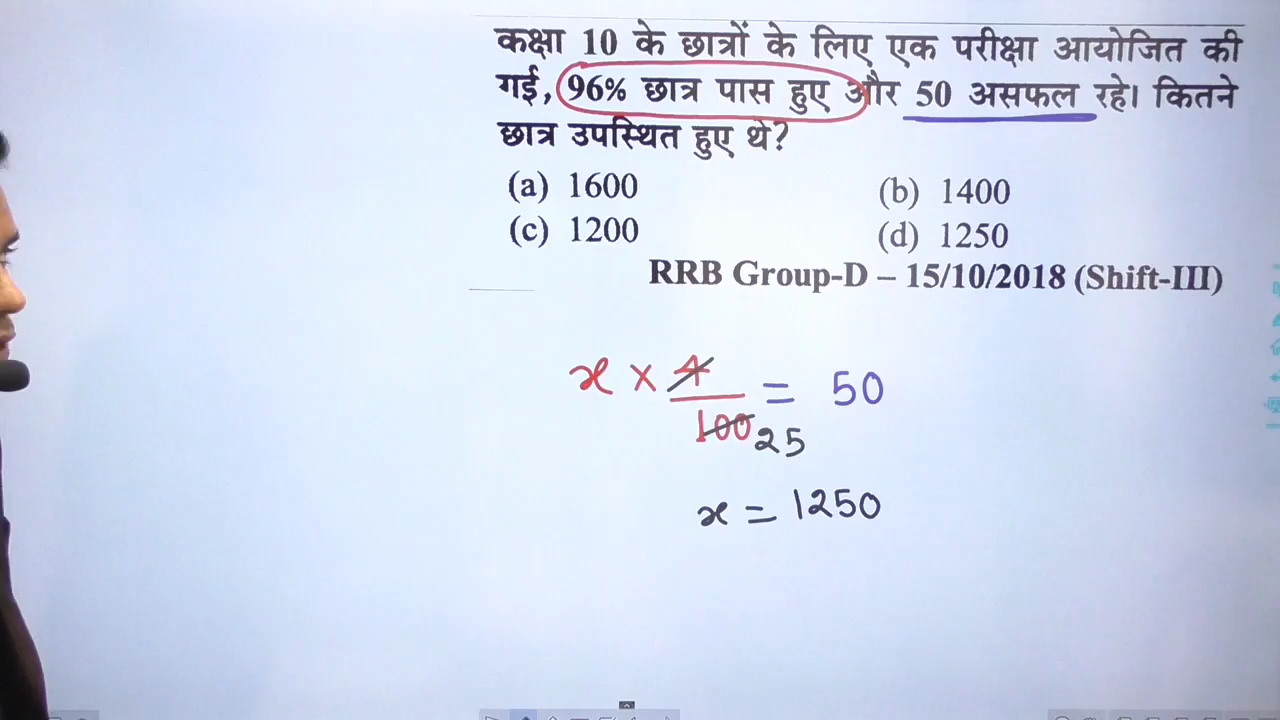 कक्षा 10 के छात्रों के लिए एक परीक्षा आयोजित की
गई, 96% छात्र पास हुए और 50 असफल रहे। कितने
छात्र उपस्थित हुए थे?
(a) 1600 (b) 1400
(c) 1200 (d) 1250
RRB Group-D – 15/10/2018 (Shift-III)
x × 4/100 = 50
25
x = 1250